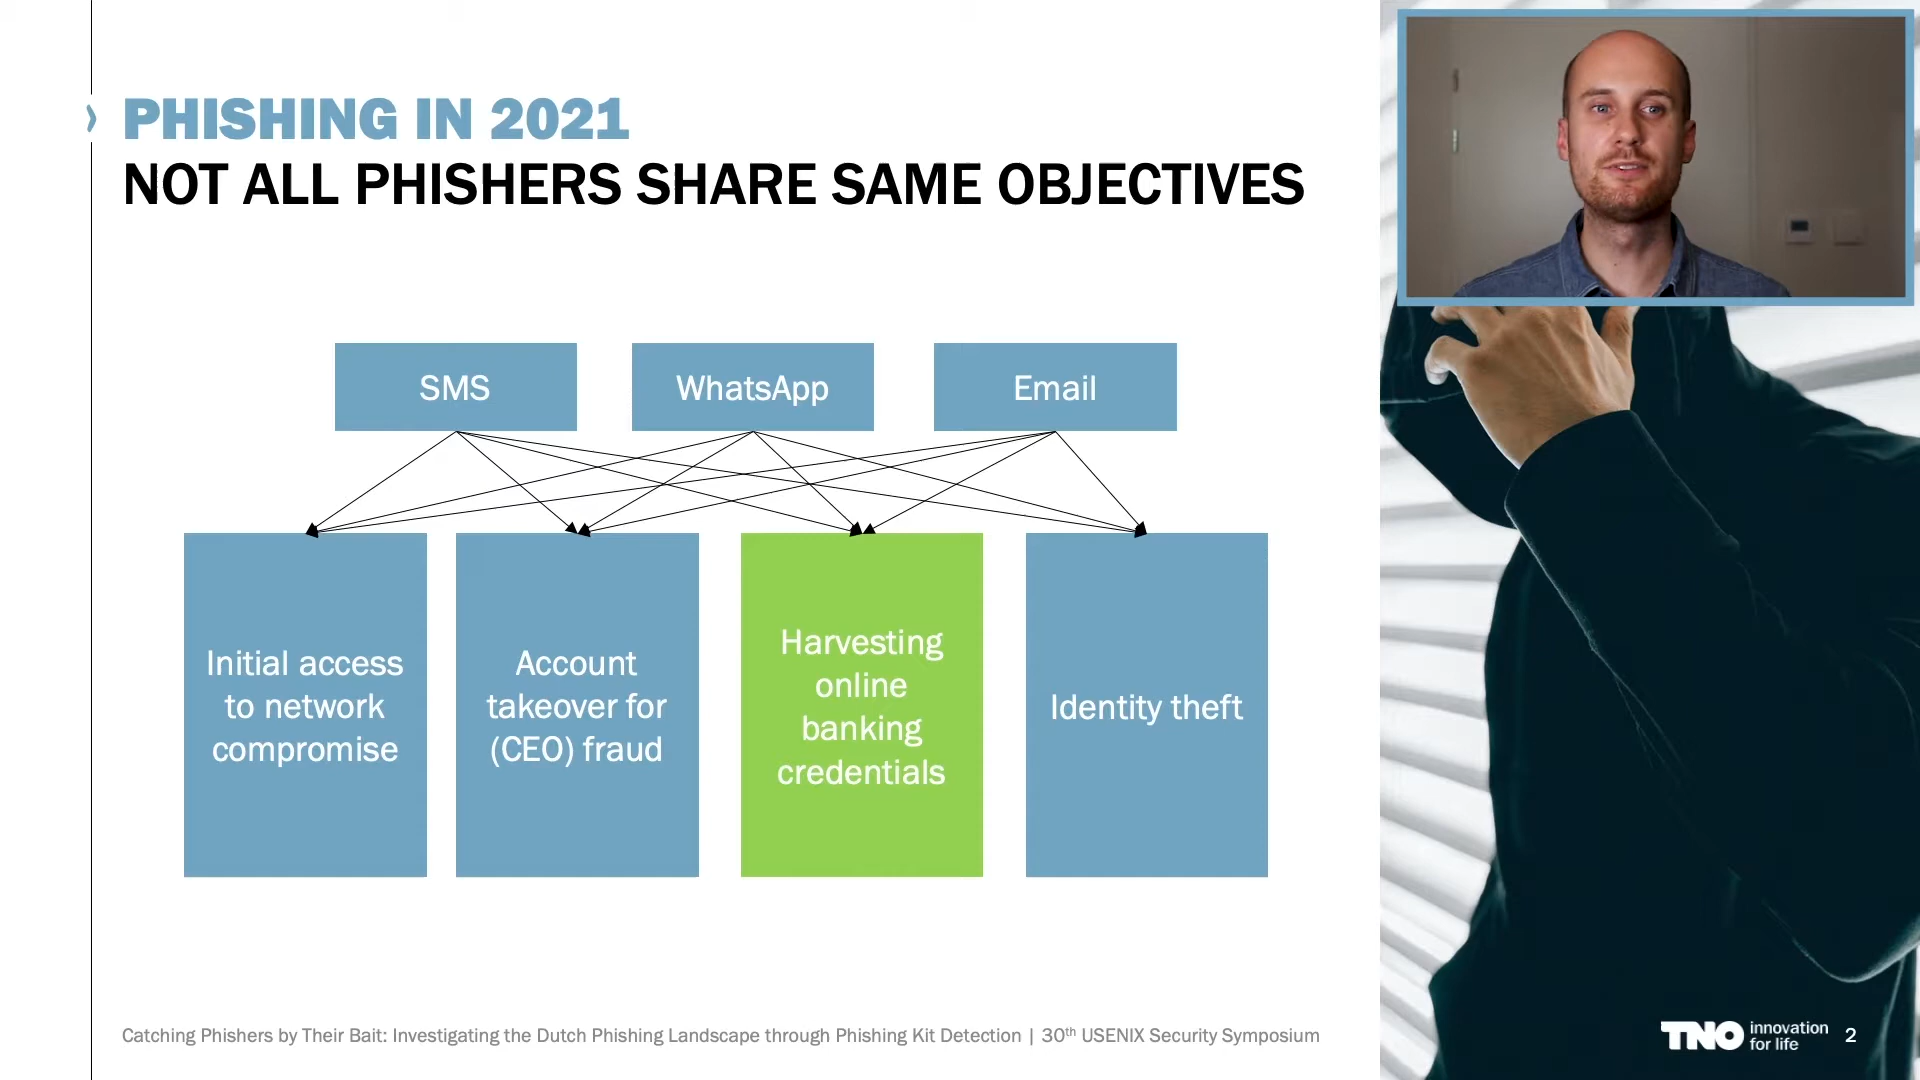 PHISHING IN 2021
NOT ALL PHISHERS SHARE SAME OBJECTIVES
SMS
WhatsApp
Email
Initial access
to network
compromise
Account
takeover for
(CEO) fraud
Harvesting
online
banking
credentials
Identity theft
Catching Phishers by Their Bait: Investigating the Dutch Phishing Landscape through Phishing Kit Detection | 30th USENIX Security Symposium
TNO innovation
for life
2